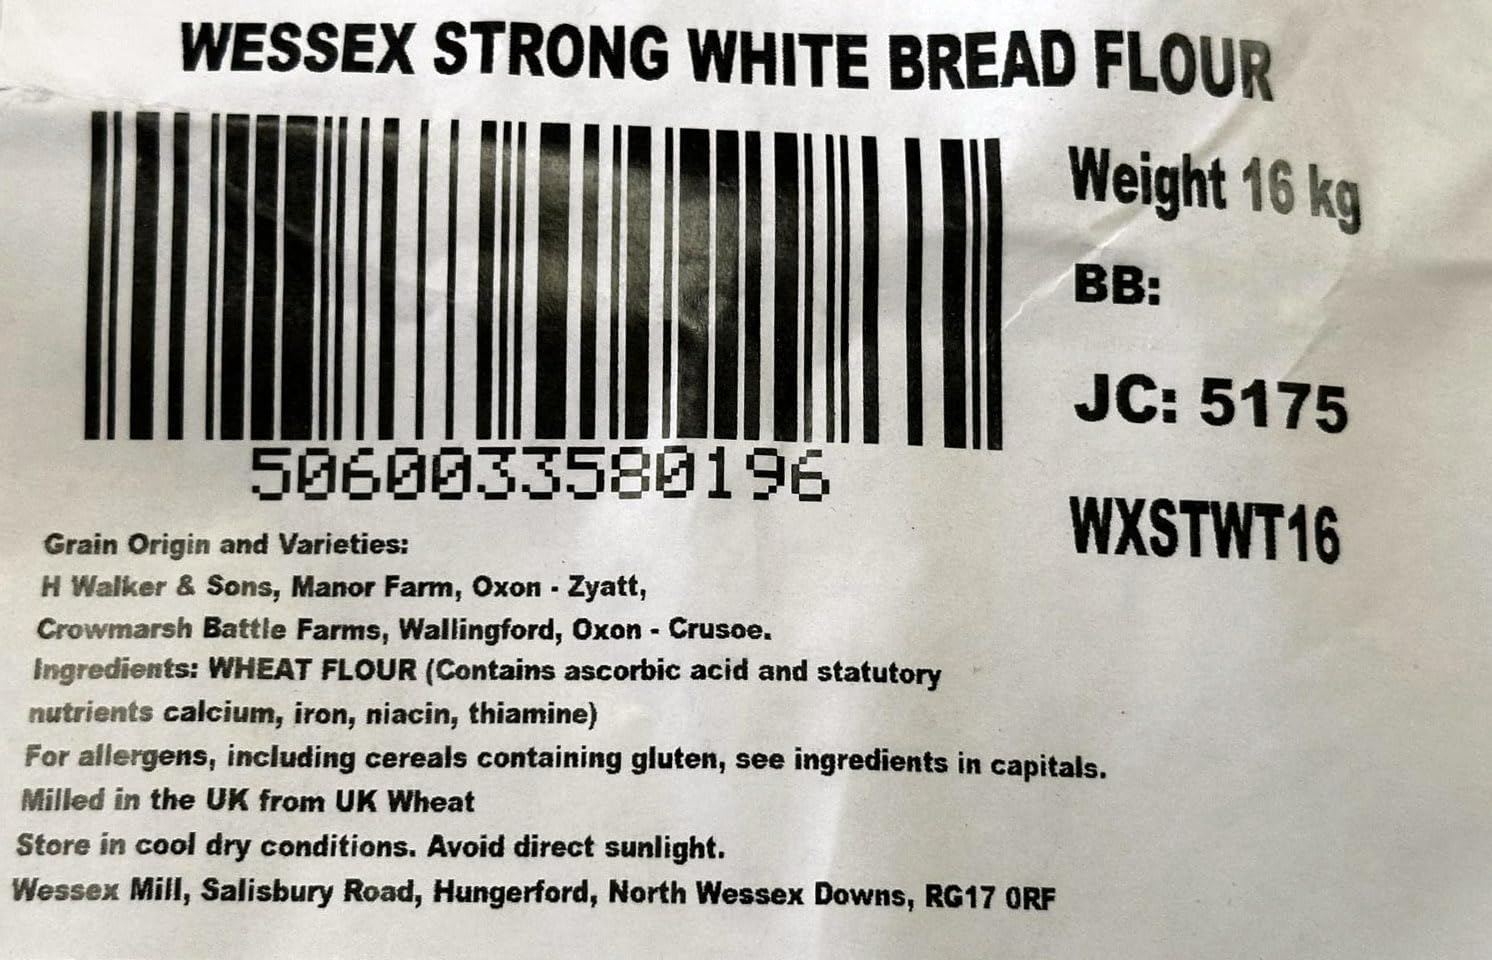 WESSEX STRONG WHITE BREAD FLOUR
Weight 16 kg
BB:
JC: 5175
WXSTWT16
5060033580196
Grain Origin and Varieties:
H Walker & Sons, Manor Farm, Oxon - Zyatt,
Crowmarsh Battle Farms, Wallingford, Oxon - Crusoe.
Ingredients: WHEAT FLOUR (Contains ascorbic acid and statutory
nutrients calcium, iron, niacin, thiamine)
For allergens, including cereals containing gluten, see ingredients in capitals.
Milled in the UK from UK Wheat
Store in cool dry conditions. Avoid direct sunlight.
Wessex Mill, Salisbury Road, Hungerford, North Wessex Downs, RG17 0RF